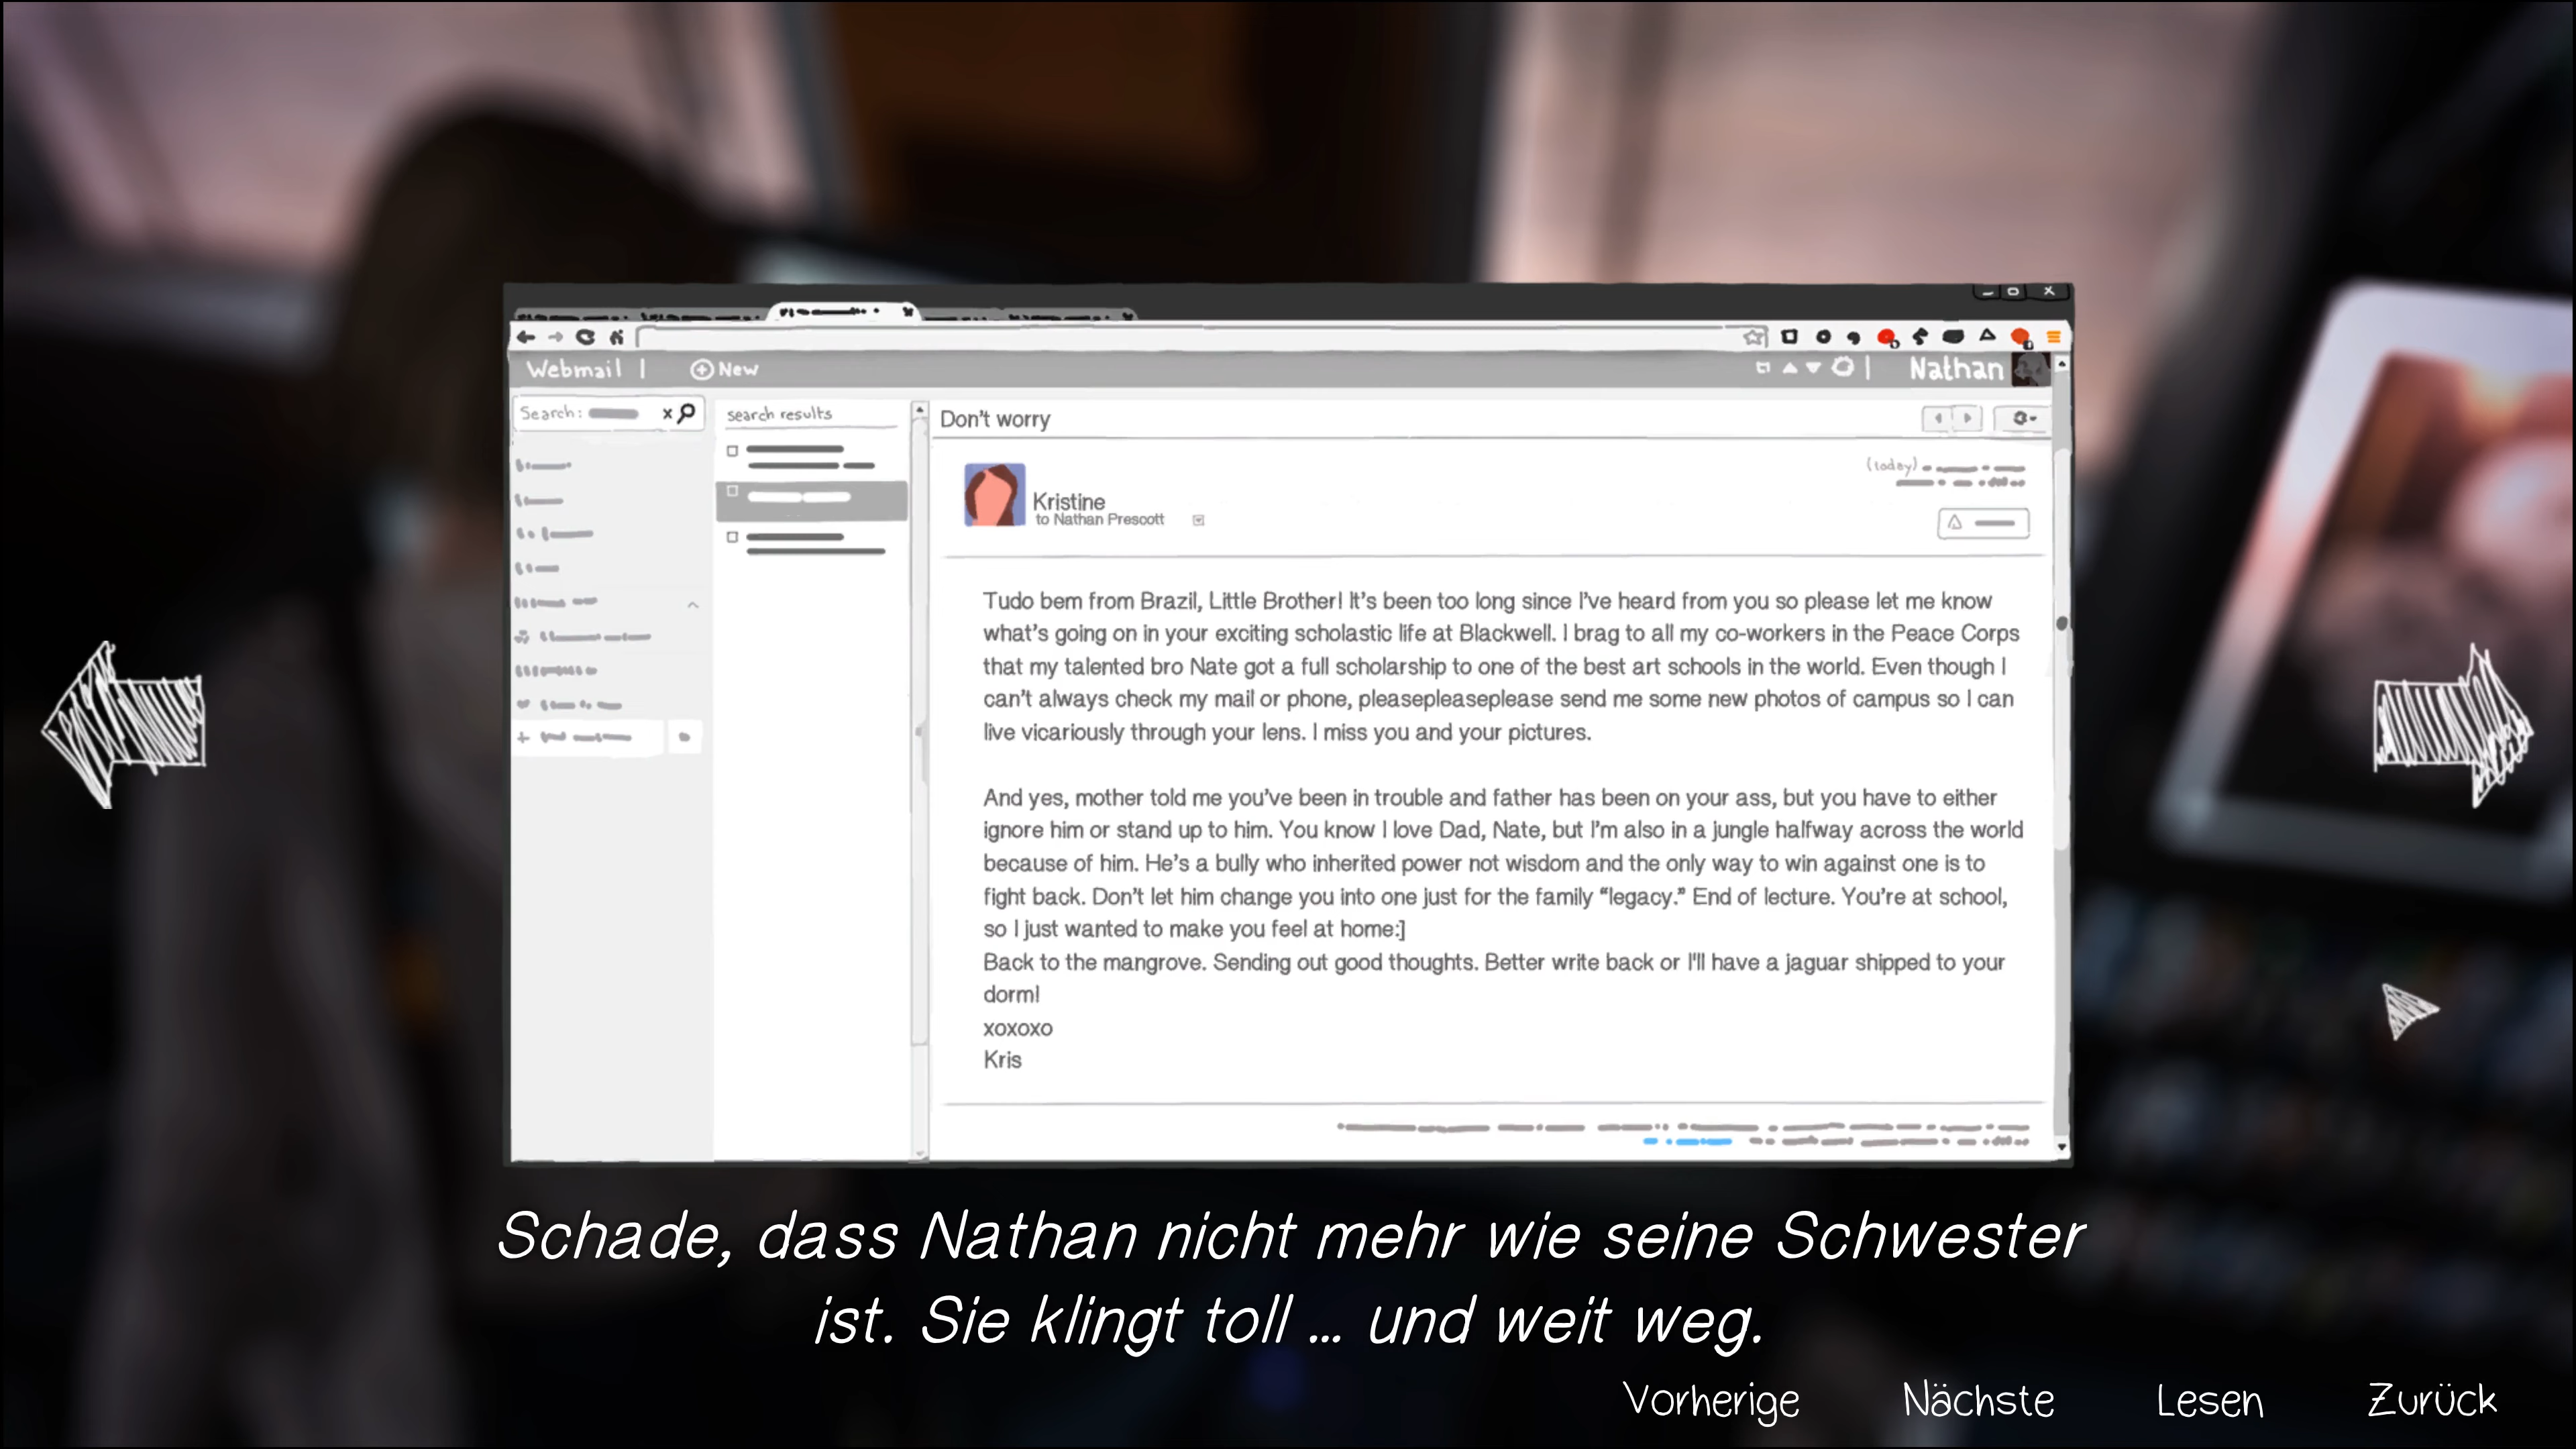 Webmail | New
Nathan
Search:
search results
Don't worry
(today)
Kristine
to Nathan Prescott
Tudo bem from Brazil, Little Brother! It's been too long since I've heard from you so please let me know
what's going on in your exciting scholastic life at Blackwell. I brag to all my co-workers in the Peace Corps
that my talented bro Nate got a full scholarship to one of the best art schools in the world. Even though I
can't always check my mail or phone, pleasepleaseplease send me some new photos of campus so I can
live vicariously through your lens. I miss you and your pictures.
And yes, mother told me you've been in trouble and father has been on your ass, but you have to either
ignore him or stand up to him. You know I love Dad, Nate, but I'm also in a jungle halfway across the world
because of him. He's a bully who inherited power not wisdom and the only way to win against one is to
fight back. Don't let him change you into one just for the family “legacy.” End of lecture. You're at school,
so I just wanted to make you feel at home:]
Back to the mangrove. Sending out good thoughts. Better write back or I'll have a jaguar shipped to your
dorm!
xoxoxo
Kris
Schade, dass Nathan nicht mehr wie seine Schwester
ist. Sie klingt toll ... und weit weg.
Vorherige Nächste Lesen Zurück